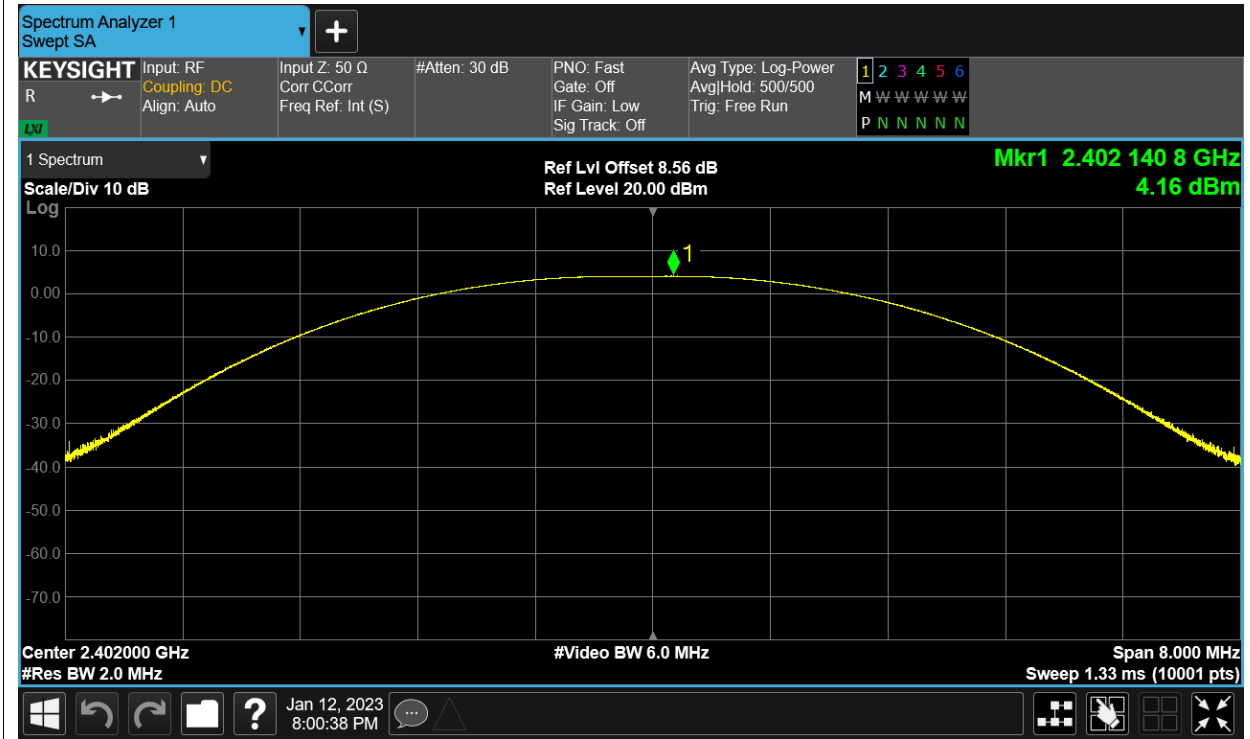 Spectrum Analyzer 1
Swept SA
▼
+
KEYSIGHT
R
LXI
Input: RF
Coupling: DC
Align: Auto
Input Z: 50 Ω
Corr CCorr
Freq Ref: Int (S)
#Atten: 30 dB
PNO: Fast
Gate: Off
IF Gain: Low
Sig Track: Off
Avg Type: Log-Power
Avg|Hold: 500/500
Trig: Free Run
1 2 3 4 5 6
M W W W W W W
P N N N N N N
1 Spectrum ▼
Scale/Div 10 dB
Log
Ref Lvl Offset 8.56 dB
Ref Level 20.00 dBm
Mkr1 2.402 140 8 GHz
4.16 dBm
1
10.0
0.00
-10.0
-20.0
-30.0
-40.0
-50.0
-60.0
-70.0
Center 2.402000 GHz
#Res BW 2.0 MHz
#Video BW 6.0 MHz
Span 8.000 MHz
Sweep 1.33 ms (10001 pts)
?
Jan 12, 2023
8:00:38 PM